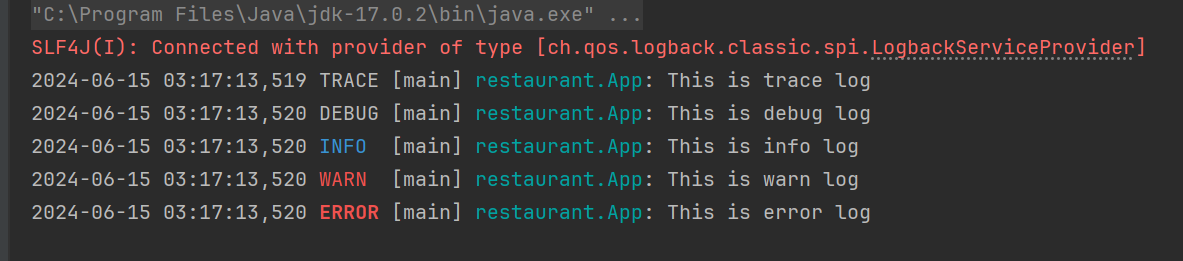 "C:\Program Files\Java\jdk-17.0.2\bin\java.exe" ...
SLF4J(I): Connected with provider of type [ch.qos.logback.classic.spi.LogbackServiceProvider]
2024-06-15 03:17:13,519 TRACE [main] restaurant.App: This is trace log
2024-06-15 03:17:13,520 DEBUG [main] restaurant.App: This is debug log
2024-06-15 03:17:13,520 INFO  [main] restaurant.App: This is info log
2024-06-15 03:17:13,520 WARN  [main] restaurant.App: This is warn log
2024-06-15 03:17:13,520 ERROR [main] restaurant.App: This is error log